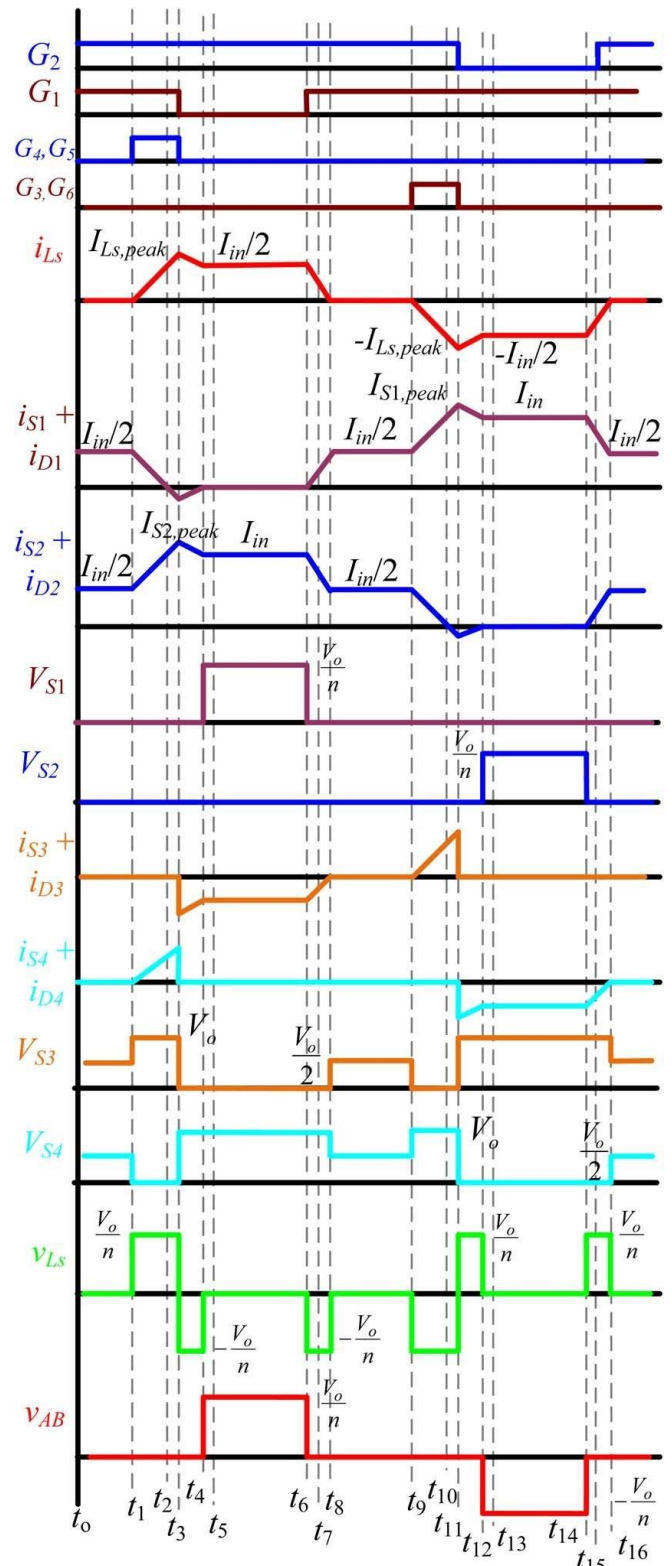 G2
G1
G4,G5
G3,G6
iLs
ILs,peak
Iin/2
-ILs,peak
-Iin/2
iS1 +
iD1
Iin/2
Iin/2
IS1,peak
Iin
Iin/2
iS2 +
iD2
Iin/2
IS2,peak
Iin
Iin/2
VS1
Vo/n
VS2
Vo/n
iS3 +
iD3
iS4 +
iD4
VS3
Vo
Vo/2
VS4
Vo
Vo/2
vLs
Vo/n
-Vo/n
-Vo/n
Vo/n
Vo/n
vAB
Vo/n
-Vo/n
to
t1
t2
t3
t4
t5
t6
t7
t8
t9
t10
t11
t12
t13
t14
t15
t16